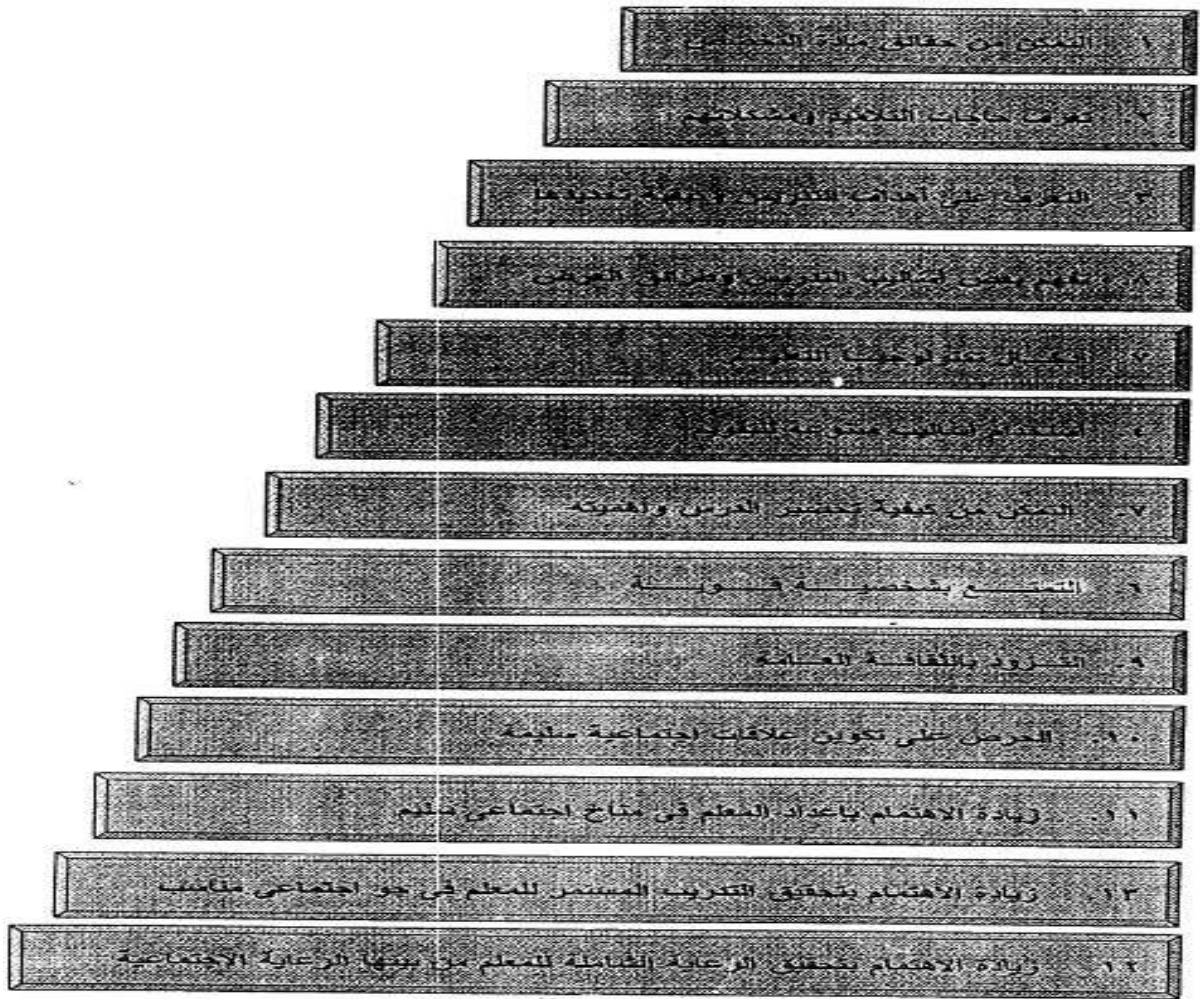 ١. التمكن من حقائق مادة التخصص
٢. تعرف حاجات التلاميذ ومشكلاتهم
٣. التعرف على أهداف التدريس وكيفية تحديدها
٨. تفهم بعض أساليب التدريس وطرائق العرض
٧. تكنولوجيا التعليم
٤. استخدام أساليب متنوعة للتقويم
٧. التمكن من كيفية تحضير الدرس وأهميته
٦. التمتع بشخصية قوية
٩. التزود بالثقافة العامة
١٠. الحرص على تكوين علاقات اجتماعية سليمة
١١. زيادة الاهتمام بإعداد المعلم في مناخ اجتماعي سليم
١٣. زيادة الاهتمام بتحقيق التدريب المستمر للمعلم في جو اجتماعي مناسب
١٢. زيادة الاهتمام بتحقيق الرعاية الشاملة للمعلم من بينها الرعاية الاجتماعية